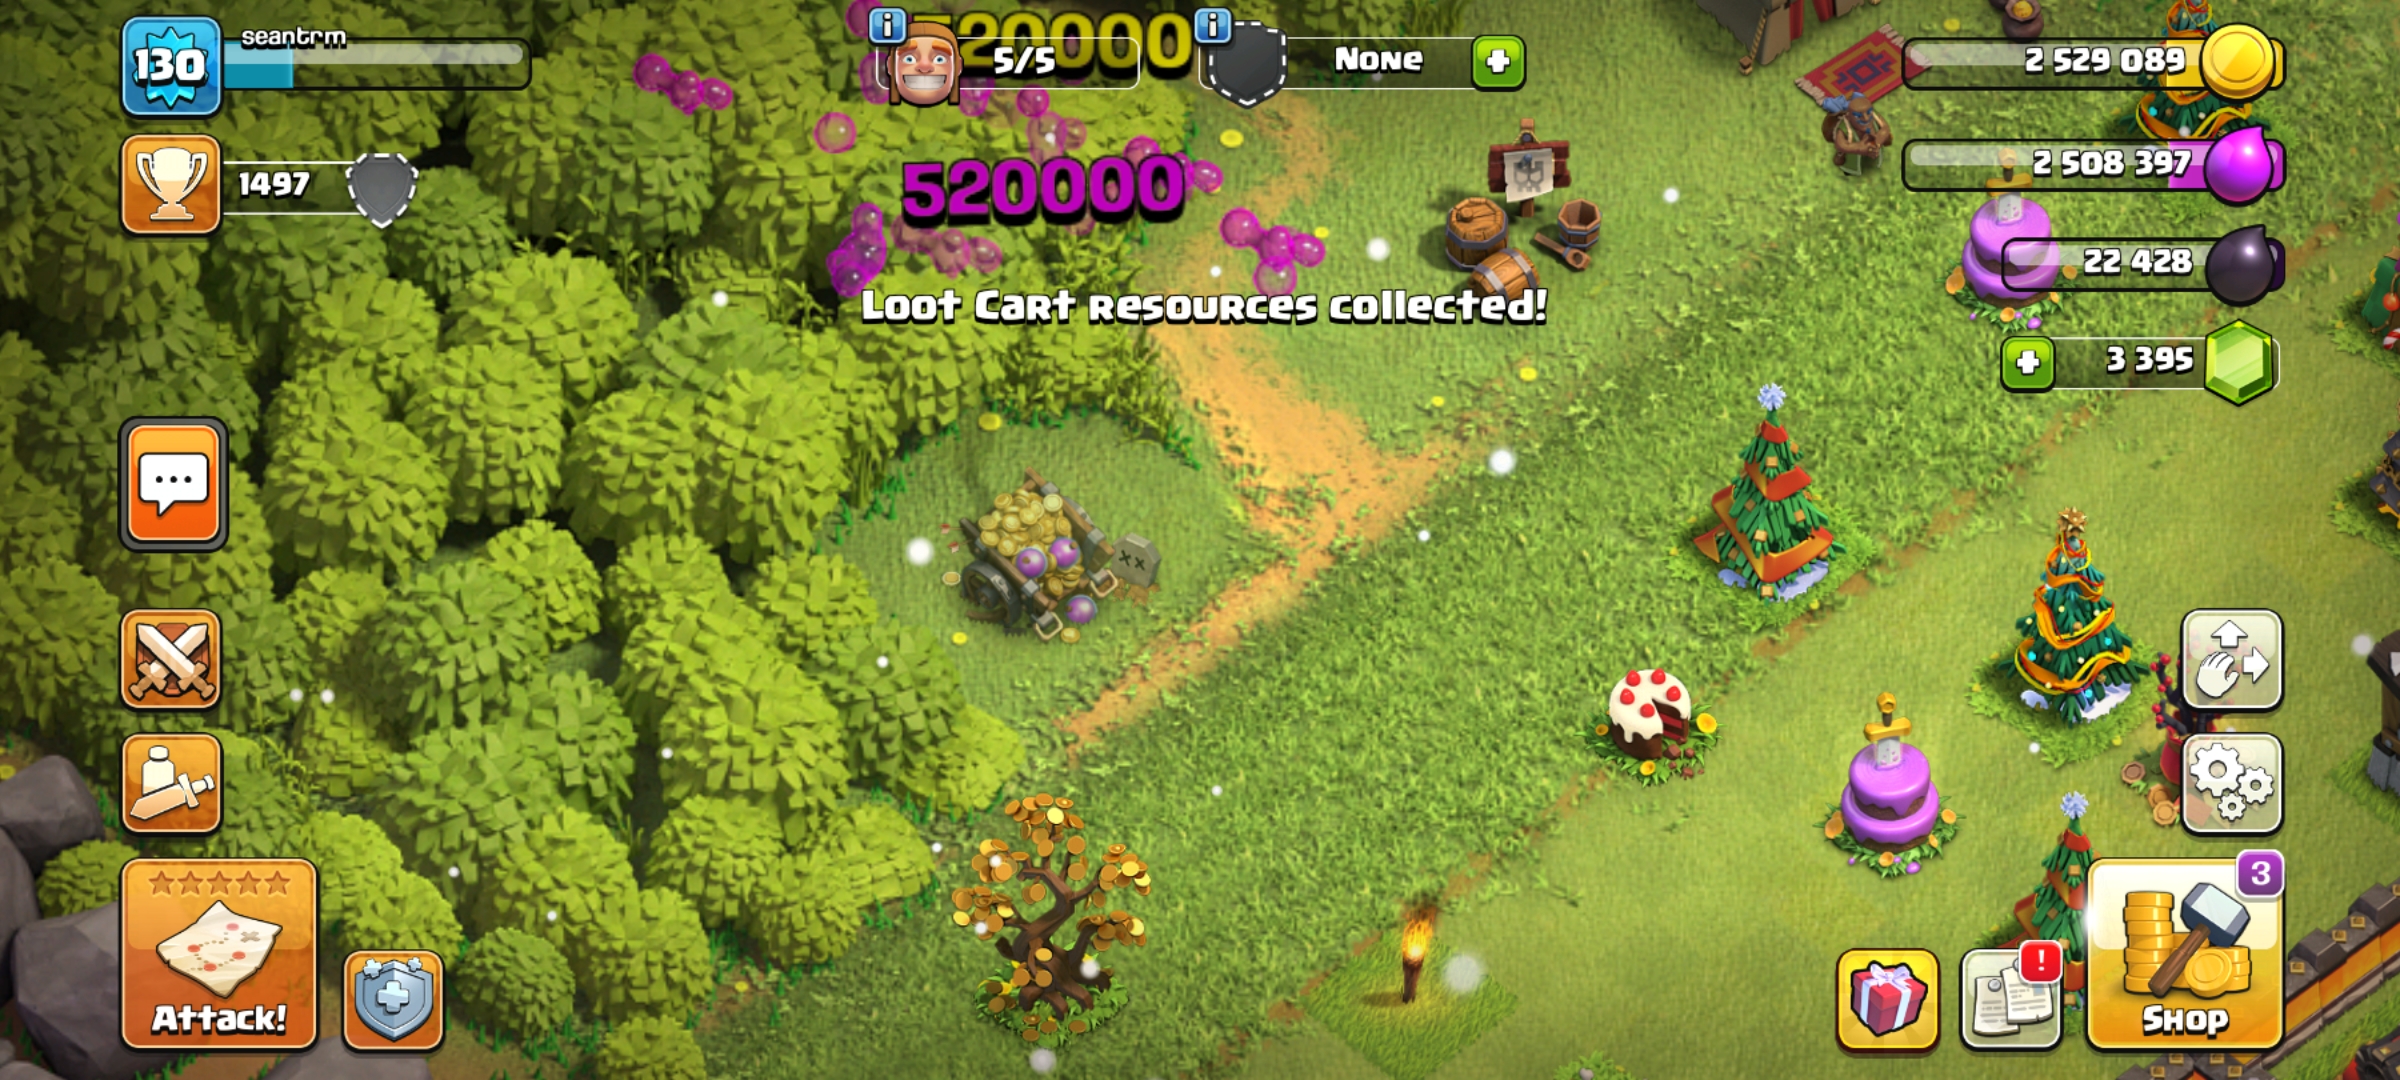 130
seantrm
520000
5/5
None
2 529 089
1497
520000
2 508 397
22 428
Loot Cart resources collected!
3 395
xx
3
!
Attack!
Shop